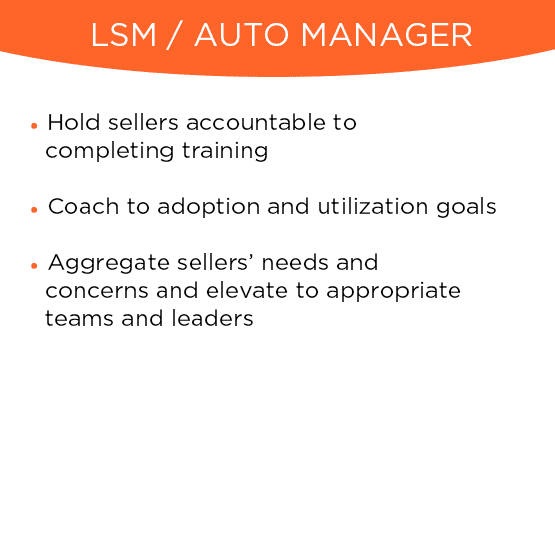 LSM / AUTO MANAGER
• Hold sellers accountable to
completing training
• Coach to adoption and utilization goals
• Aggregate sellers’ needs and
concerns and elevate to appropriate
teams and leaders